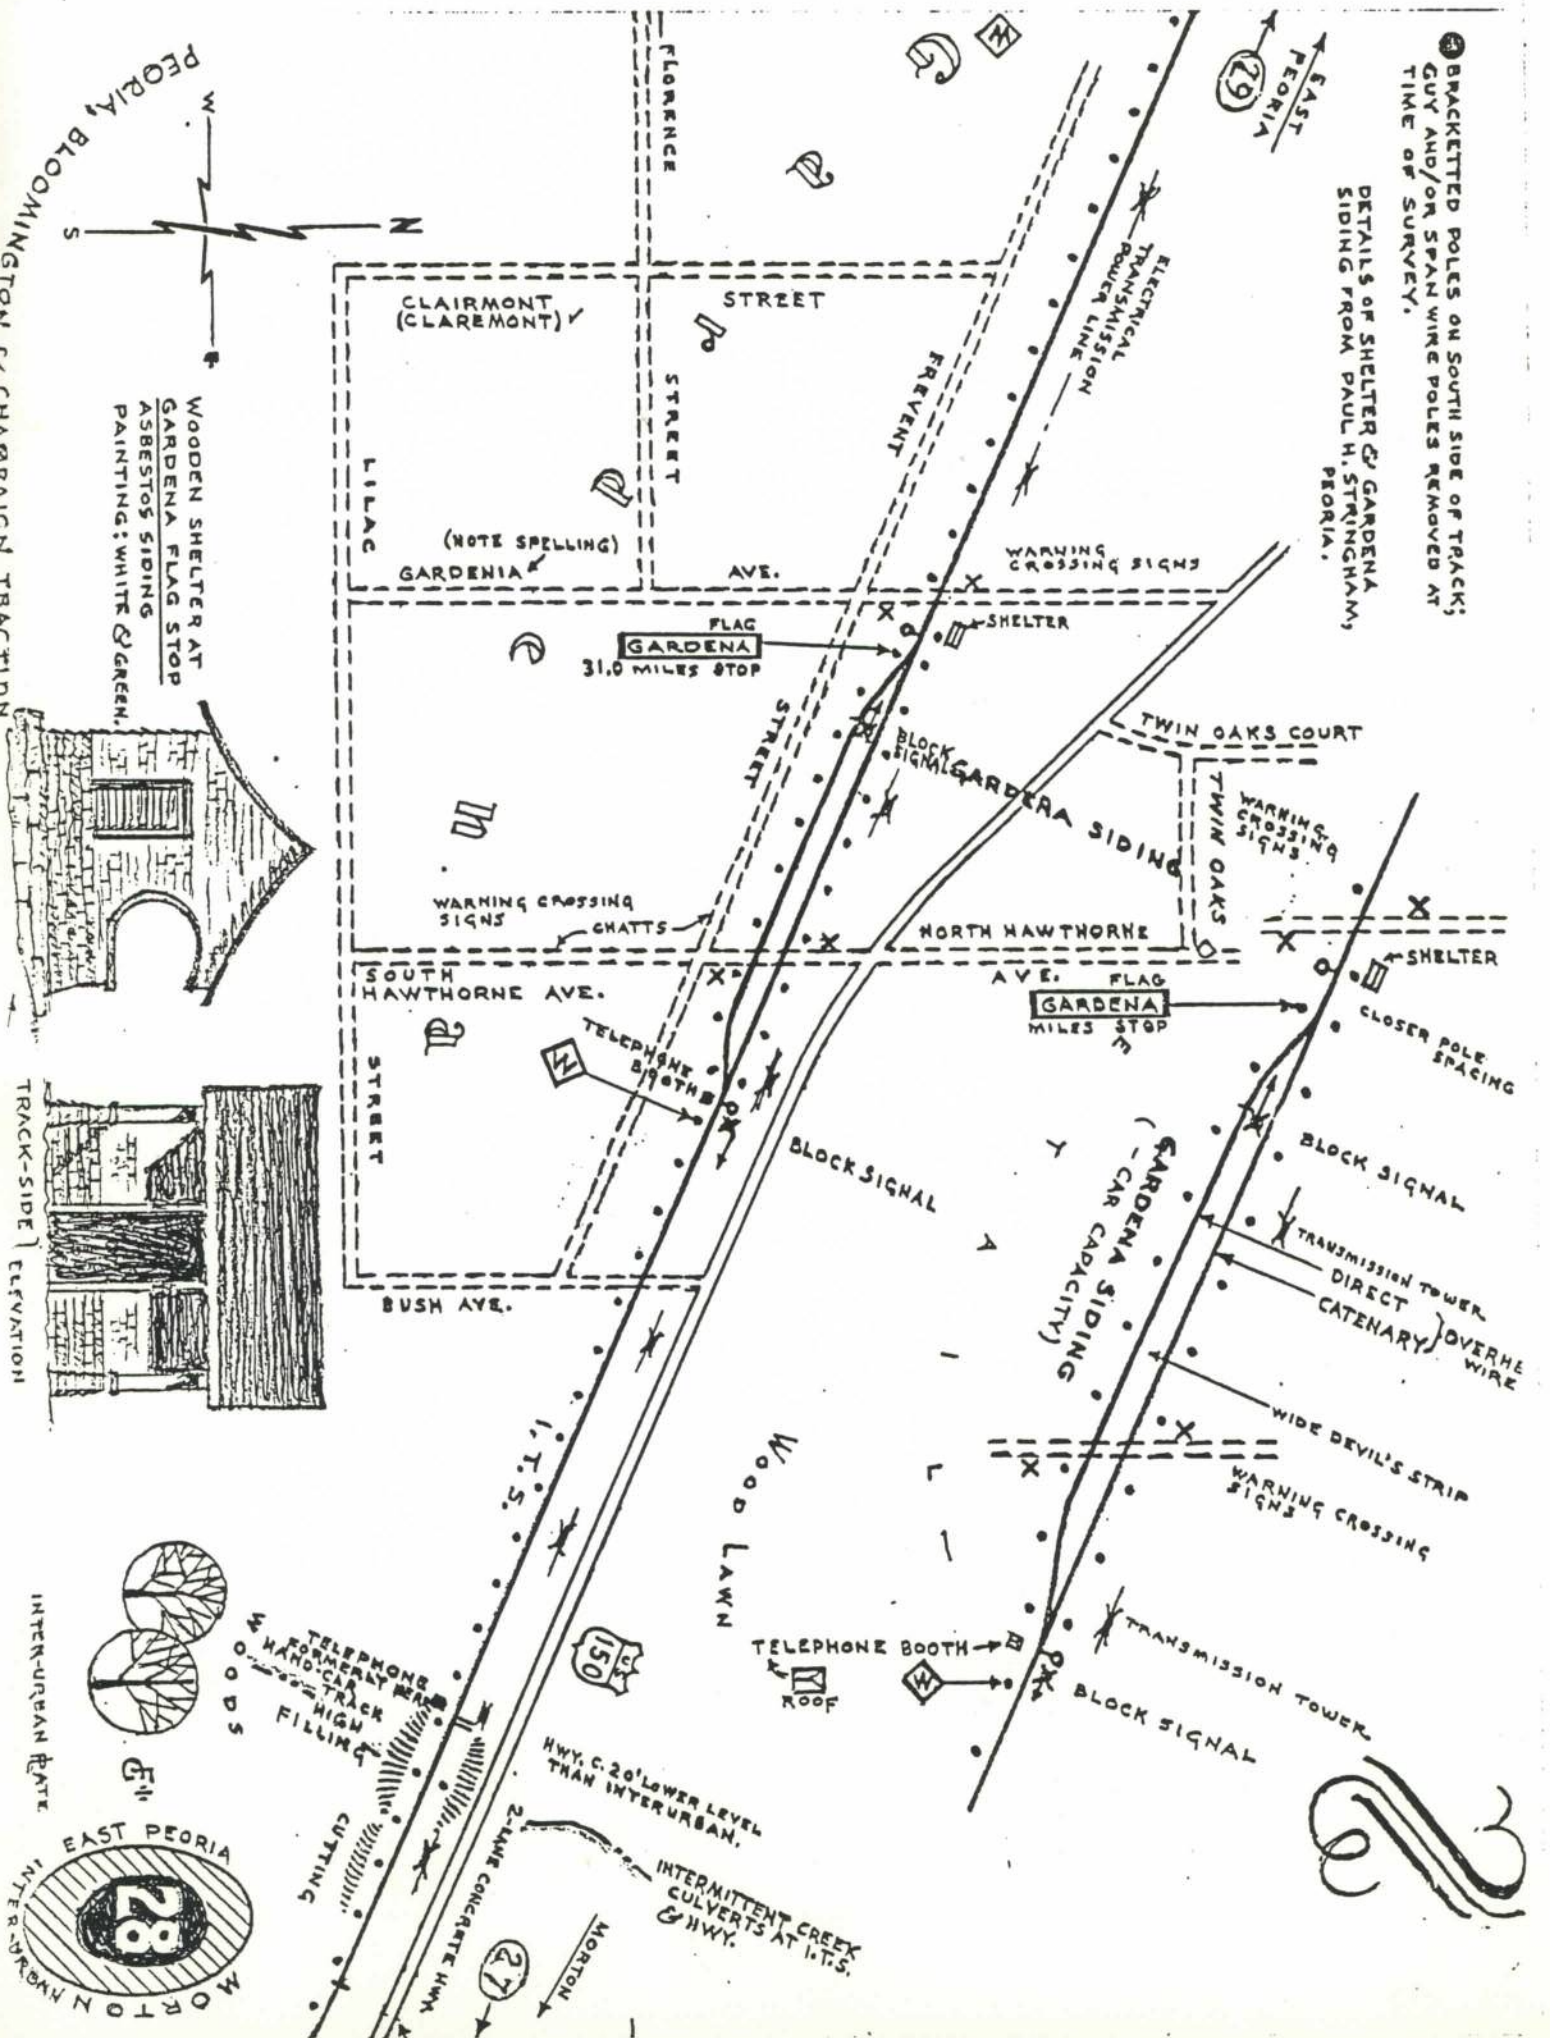 BRACKETTED POLES ON SOUTH SIDE OF TRACK;
GUY AND/OR SPAN WIRE POLES REMOVED AT
TIME OF SURVEY.
DETAILS OF SHELTER & GARDENA
SIDING FROM PAUL H. STRINGHAM,
PEORIA.
EAST
PEORIA
29
W
FLORENCE
STREET
G a r d e n a
PEORIA, BLOOMINGTON & CHAMPAIGN TRACTION
W
N
S
CLAIRMONT
(CLAREMONT)
STREET
ELECTRICAL
TRANSMISSION
POWER LINE
FREVENT
STREET
LILAC
STREET
(NOTE SPELLING)
GARDENIA
AVE.
WARNING
CROSSING SIGNS
SHELTER
FLAG
GARDENA
31.0 MILES STOP
WOODEN SHELTER AT
GARDENA FLAG STOP
ASBESTOS SIDING
PAINTING: WHITE & GREEN.
BLOCK
SIGNAL
GARDENA SIDING
TWIN OAKS COURT
TWIN OAKS
WARNING
CROSSING
SIGNS
SHELTER
WARNING CROSSING
SIGNS
CHATTS
NORTH HAWTHORNE
AVE.
SOUTH
HAWTHORNE AVE.
FLAG
GARDENA
MILES STOP
CLOSER POLE
SPACING
TELEPHONE
BOOTH
W
BLOCK SIGNAL
BLOCK SIGNAL
GARDENA SIDING
( - CAR CAPACITY)
TRANSMISSION TOWER
DIRECT
CATENARY
OVERHE
WIRE
WIDE DEVIL'S STRIP
WARNING CROSSING
SIGNS
BUSH AVE.
TRACK-SIDE ELEVATION
I.T.S.
WOOD LAWN
TELEPHONE BOOTH
ROOF
W
TRANSMISSION TOWER
BLOCK SIGNAL
US
150
WOODS
TELEPHONE
FORMERLY HERE
HAND-CAR
TRACK
HIGH
FILLING
HWY. C. 20' LOWER LEVEL
THAN INTERURBAN.
CUTTING
2-LANE CONCRETE HWY.
INTERMITTENT CREEK
CULVERTS AT I.T.S.
& HWY.
27
MORTON
INTER-URBAN PLATE
EAST PEORIA
28
MORTON
INTER-URBAN